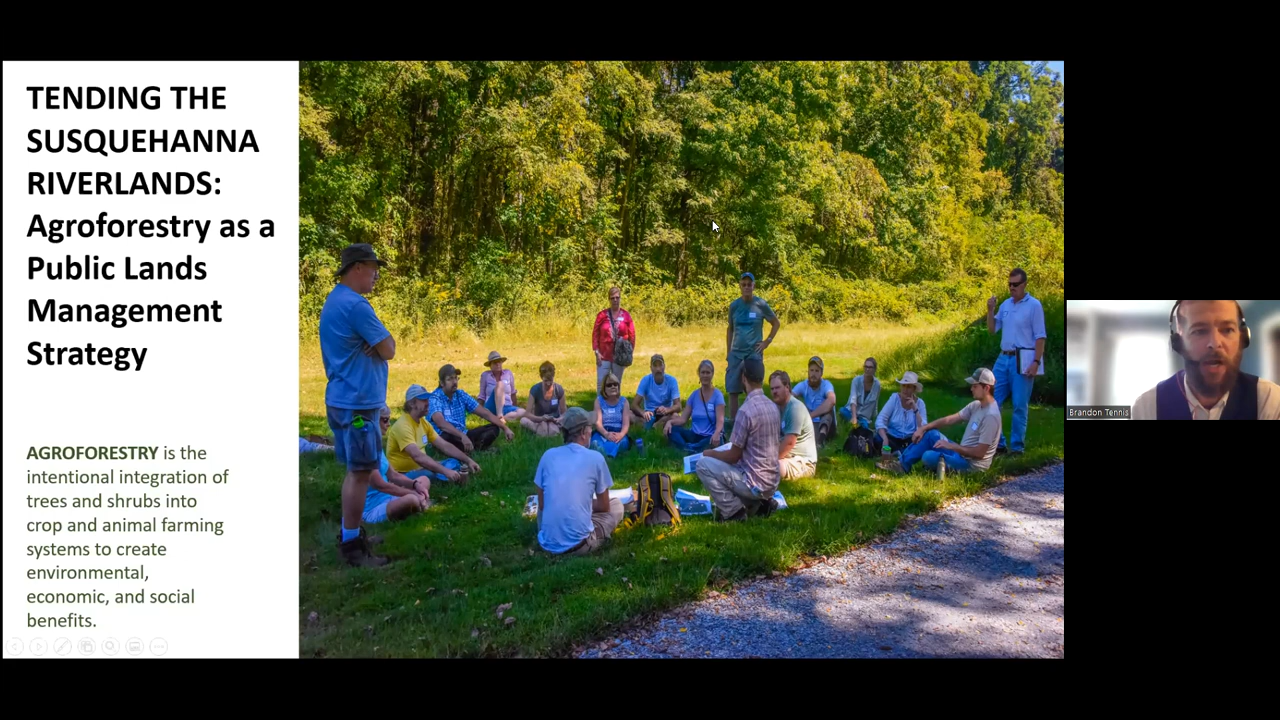 TENDING THE
SUSQUEHANNA
RIVERLANDS:
Agroforestry as a
Public Lands
Management
Strategy
AGROFORESTRY is the
intentional integration of
trees and shrubs into
crop and animal farming
systems to create
environmental,
economic, and social
benefits.
Brandon Tennis